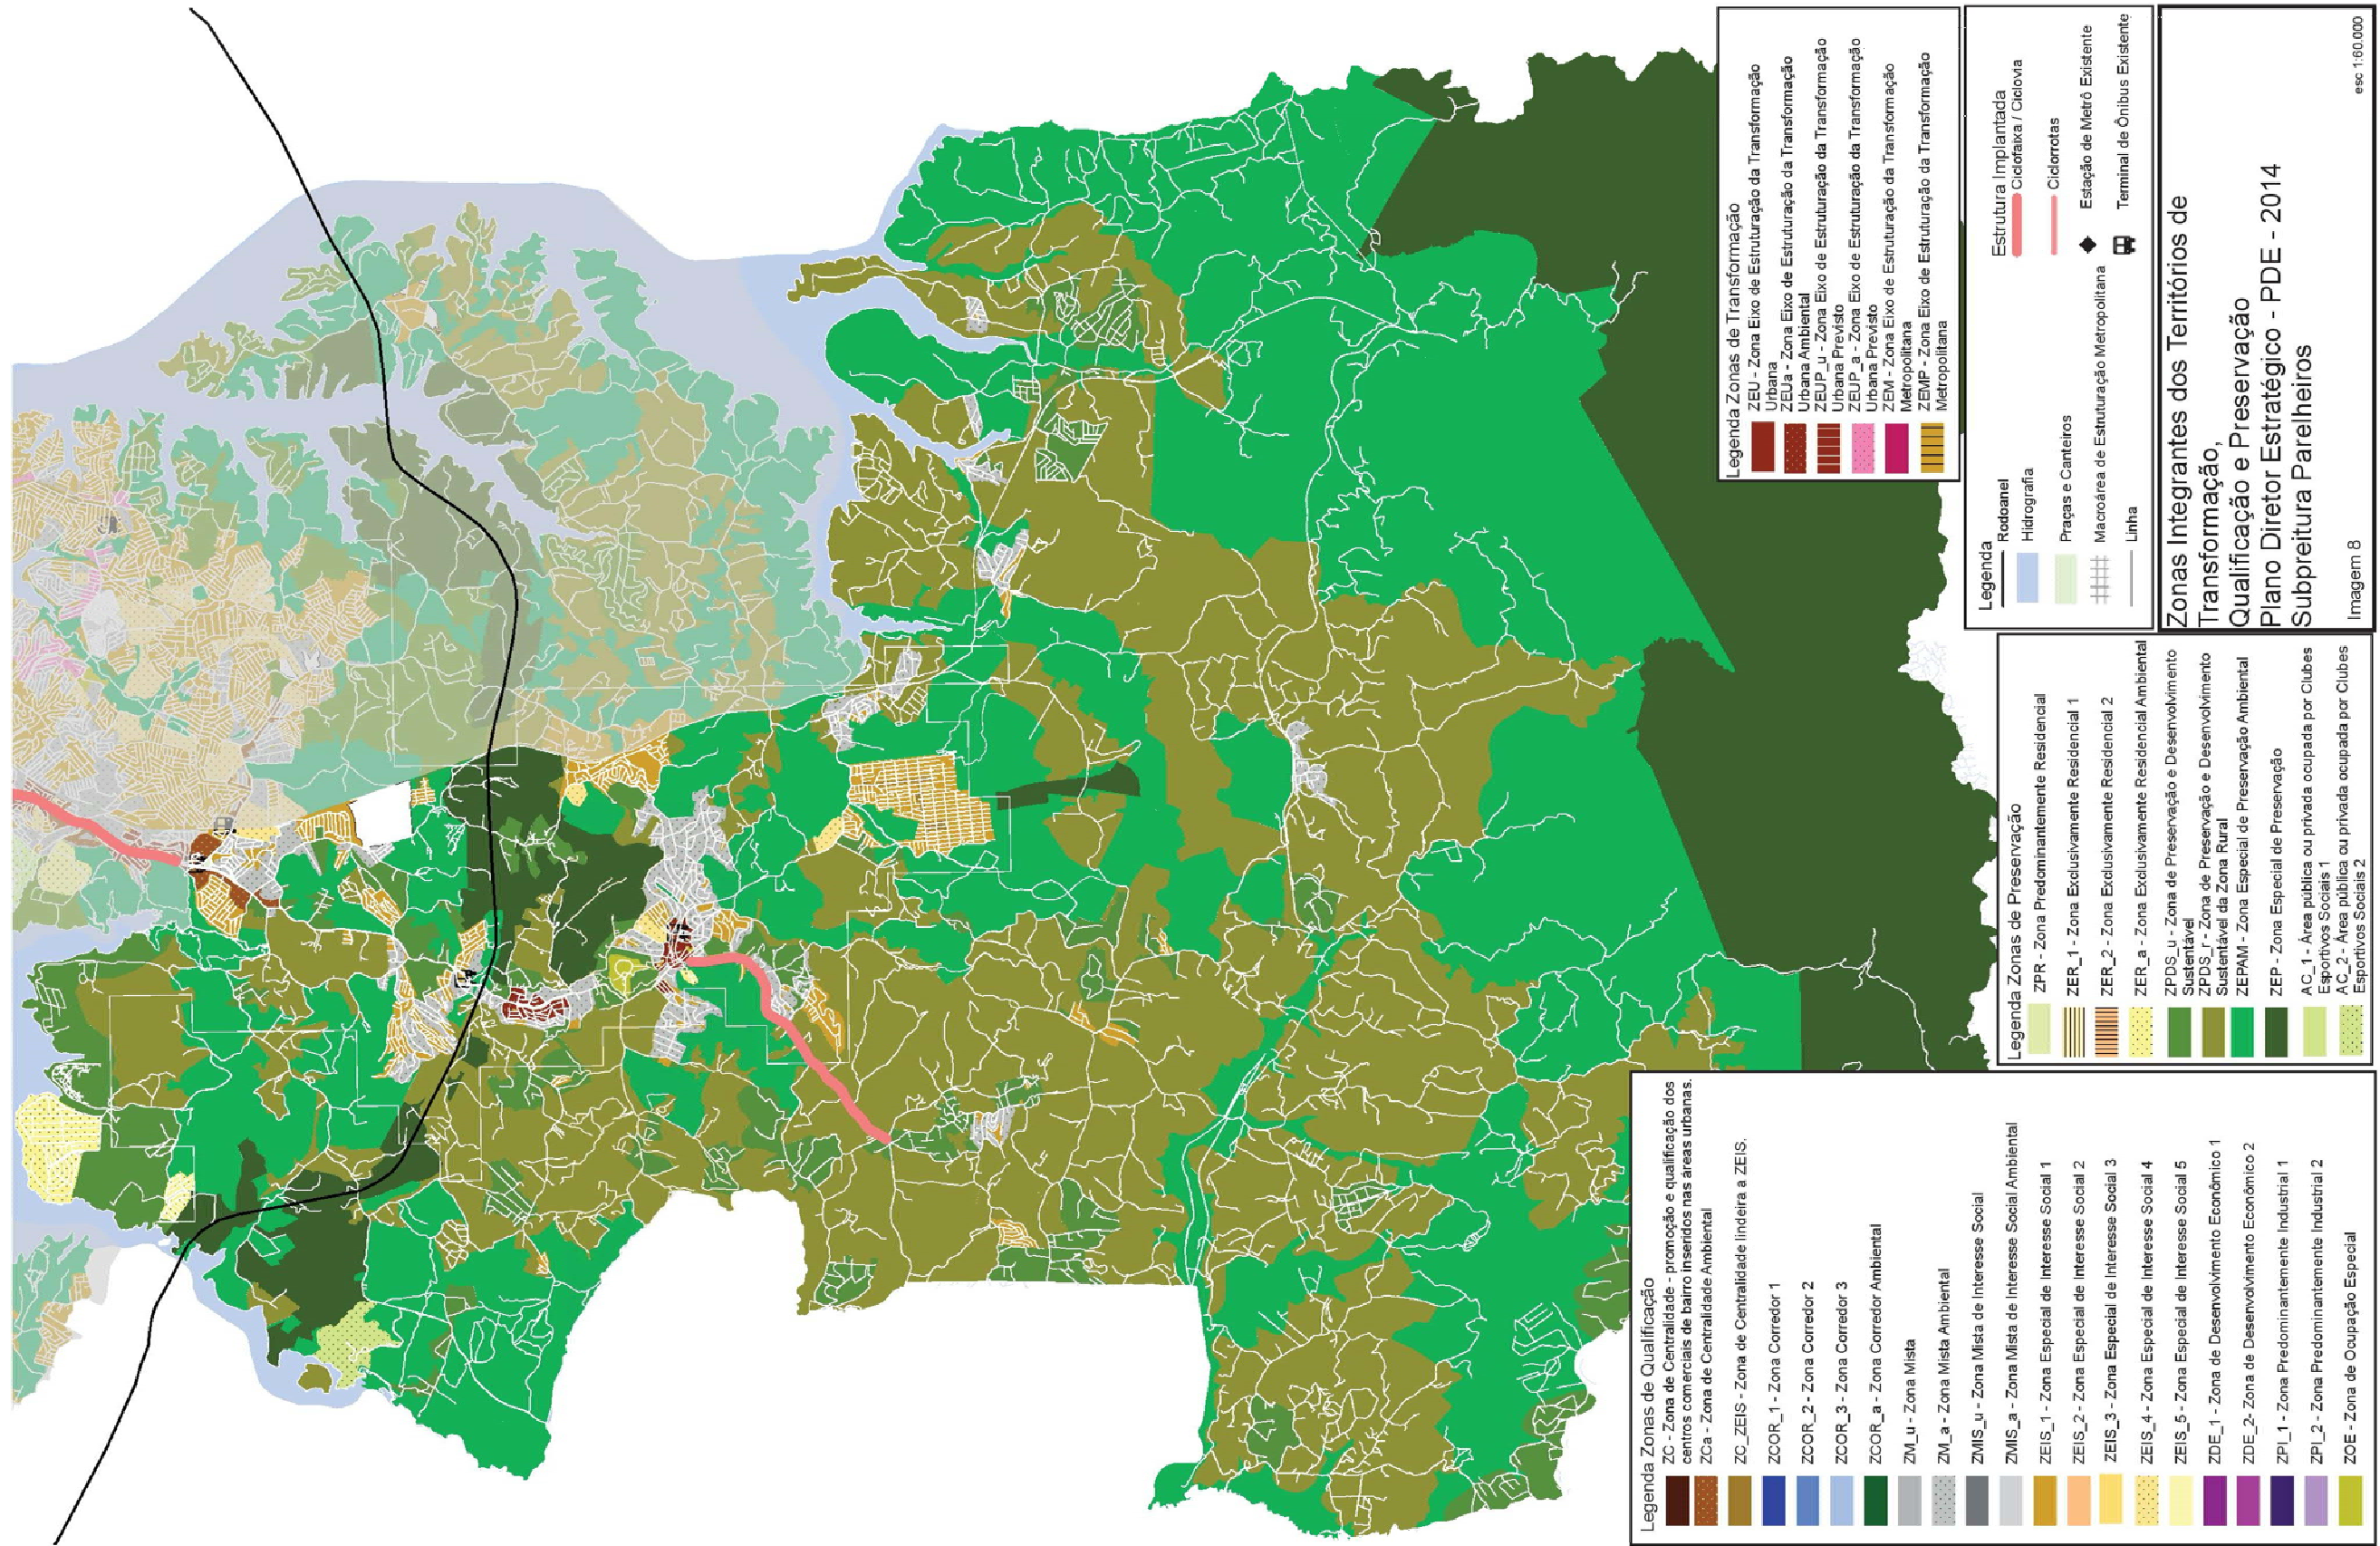 Zonas Integrantes dos Territórios de
Transformação,
Qualificação e Preservação
Plano Diretor Estratégico - PDE - 2014
Subpreitura Parelheiros
Imagem 8
esc 1:60.000
Legenda
Rodoanel
Hidrografia
Praças e Canteiros
Macroárea de Estruturação Metropolitana
Linha
Estrutura Implantada
Ciclofaixa / Ciclovia
Ciclorrotas
Estação de Metrô Existente
Terminal de Ônibus Existente
Legenda Zonas de Transformação
ZEU - Zona Eixo de Estruturação da Transformação
Urbana
ZEUa - Zona Eixo de Estruturação da Transformação
Urbana Ambiental
ZEUP_u - Zona Eixo de Estruturação da Transformação
Urbana Previsto
ZEUP_a - Zona Eixo de Estruturação da Transformação
Urbana Previsto
ZEM - Zona Eixo de Estruturação da Transformação
Metropolitana
ZEMP - Zona Eixo de Estruturação da Transformação
Metropolitana
Legenda Zonas de Preservação
ZPR - Zona Predominantemente Residencial
ZER_1 - Zona Exclusivamente Residencial 1
ZER_2 - Zona Exclusivamente Residencial 2
ZER_a - Zona Exclusivamente Residencial Ambiental
ZPDS_u - Zona de Preservação e Desenvolvimento
Sustentável
ZPDS_r - Zona de Preservação e Desenvolvimento
Sustentável da Zona Rural
ZEPAM - Zona Especial de Preservação Ambiental
ZEP - Zona Especial de Preservação
AC_1 - Área pública ou privada ocupada por Clubes
Esportivos Sociais 1
AC_2 - Área pública ou privada ocupada por Clubes
Esportivos Sociais 2
Legenda Zonas de Qualificação
ZC - Zona de Centralidade - promoção e qualificação dos
centros comerciais de bairro inseridos nas áreas urbanas.
ZCa - Zona de Centralidade Ambiental
ZC_ZEIS - Zona de Centralidade lindeira a ZEIS.
ZCOR_1 - Zona Corredor 1
ZCOR_2 - Zona Corredor 2
ZCOR_3 - Zona Corredor 3
ZCOR_a - Zona Corredor Ambiental
ZM_u - Zona Mista
ZM_a - Zona Mista Ambiental
ZMIS_u - Zona Mista de Interesse Social
ZMIS_a - Zona Mista de Interesse Social Ambiental
ZEIS_1 - Zona Especial de Interesse Social 1
ZEIS_2 - Zona Especial de Interesse Social 2
ZEIS_3 - Zona Especial de Interesse Social 3
ZEIS_4 - Zona Especial de Interesse Social 4
ZEIS_5 - Zona Especial de Interesse Social 5
ZDE_1 - Zona de Desenvolvimento Econômico 1
ZDE_2- Zona de Desenvolvimento Econômico 2
ZPI_1 - Zona Predominantemente Industrial 1
ZPI_2 - Zona Predominantemente Industrial 2
ZOE - Zona de Ocupação Especial